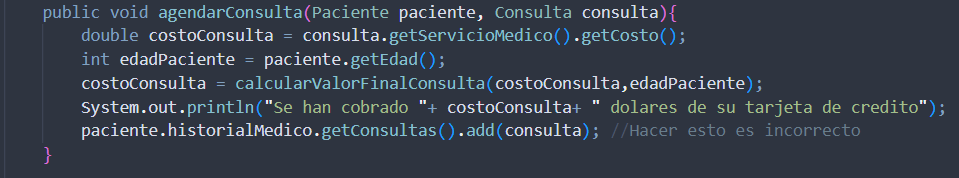 public void agendarConsulta(Paciente paciente, Consulta consulta){
double costoConsulta = consulta.getServicioMedico().getCosto();
int edadPaciente = paciente.getEdad();
costoConsulta = calcularValorFinalConsulta(costoConsulta,edadPaciente);
System.out.println("Se han cobrado "+ costoConsulta+ " dolares de su tarjeta de credito");
paciente.historialMedico.getConsultas().add(consulta); //Hacer esto es incorrecto
}